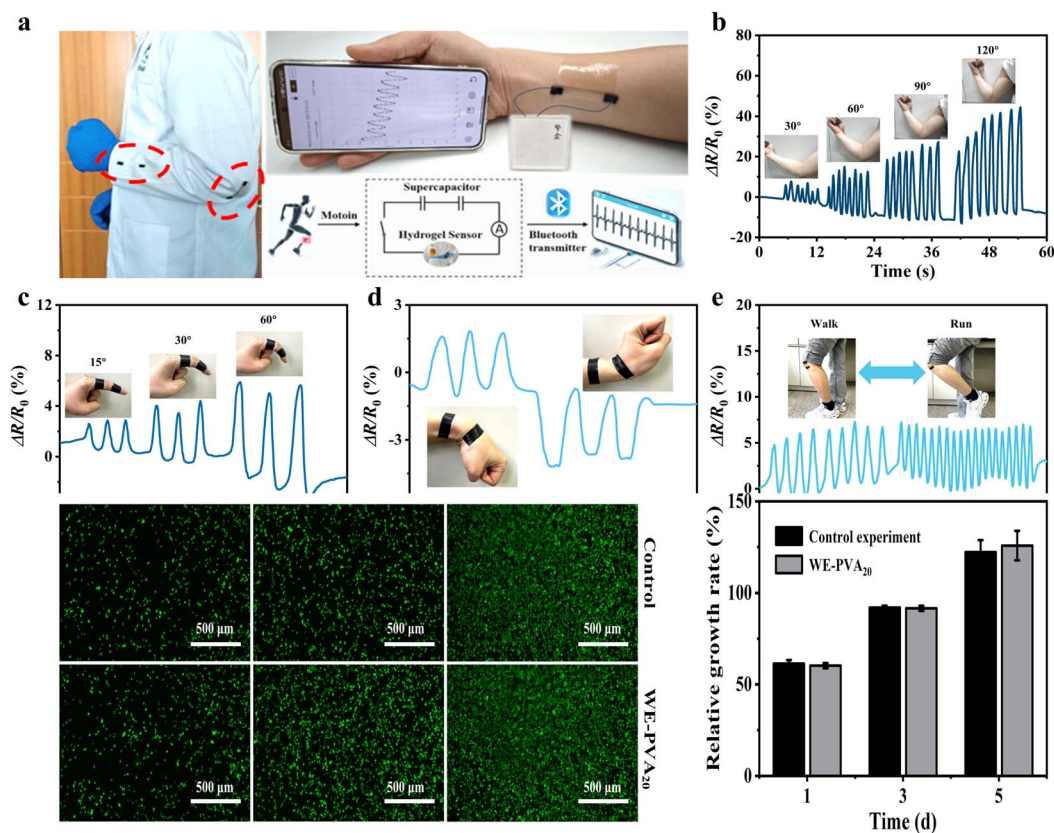 a
Supercapacitor
Motoin
Hydrogel Sensor
A
Bluetooth
transmitter
b
ΔR/R₀ (%)
80
60
40
20
0
-20
30°
60°
90°
120°
0 12 24 36 48 60
Time (s)
c
ΔR/R₀ (%)
12
8
4
0
15°
30°
60°
d
ΔR/R₀ (%)
3
0
-3
e
ΔR/R₀ (%)
20
15
10
5
0
Walk
Run
Control
500 μm
500 μm
500 μm
WE-PVA₂₀
500 μm
500 μm
500 μm
Relative growth rate (%)
150
100
50
0
Control experiment
WE-PVA₂₀
1 3 5
Time (d)